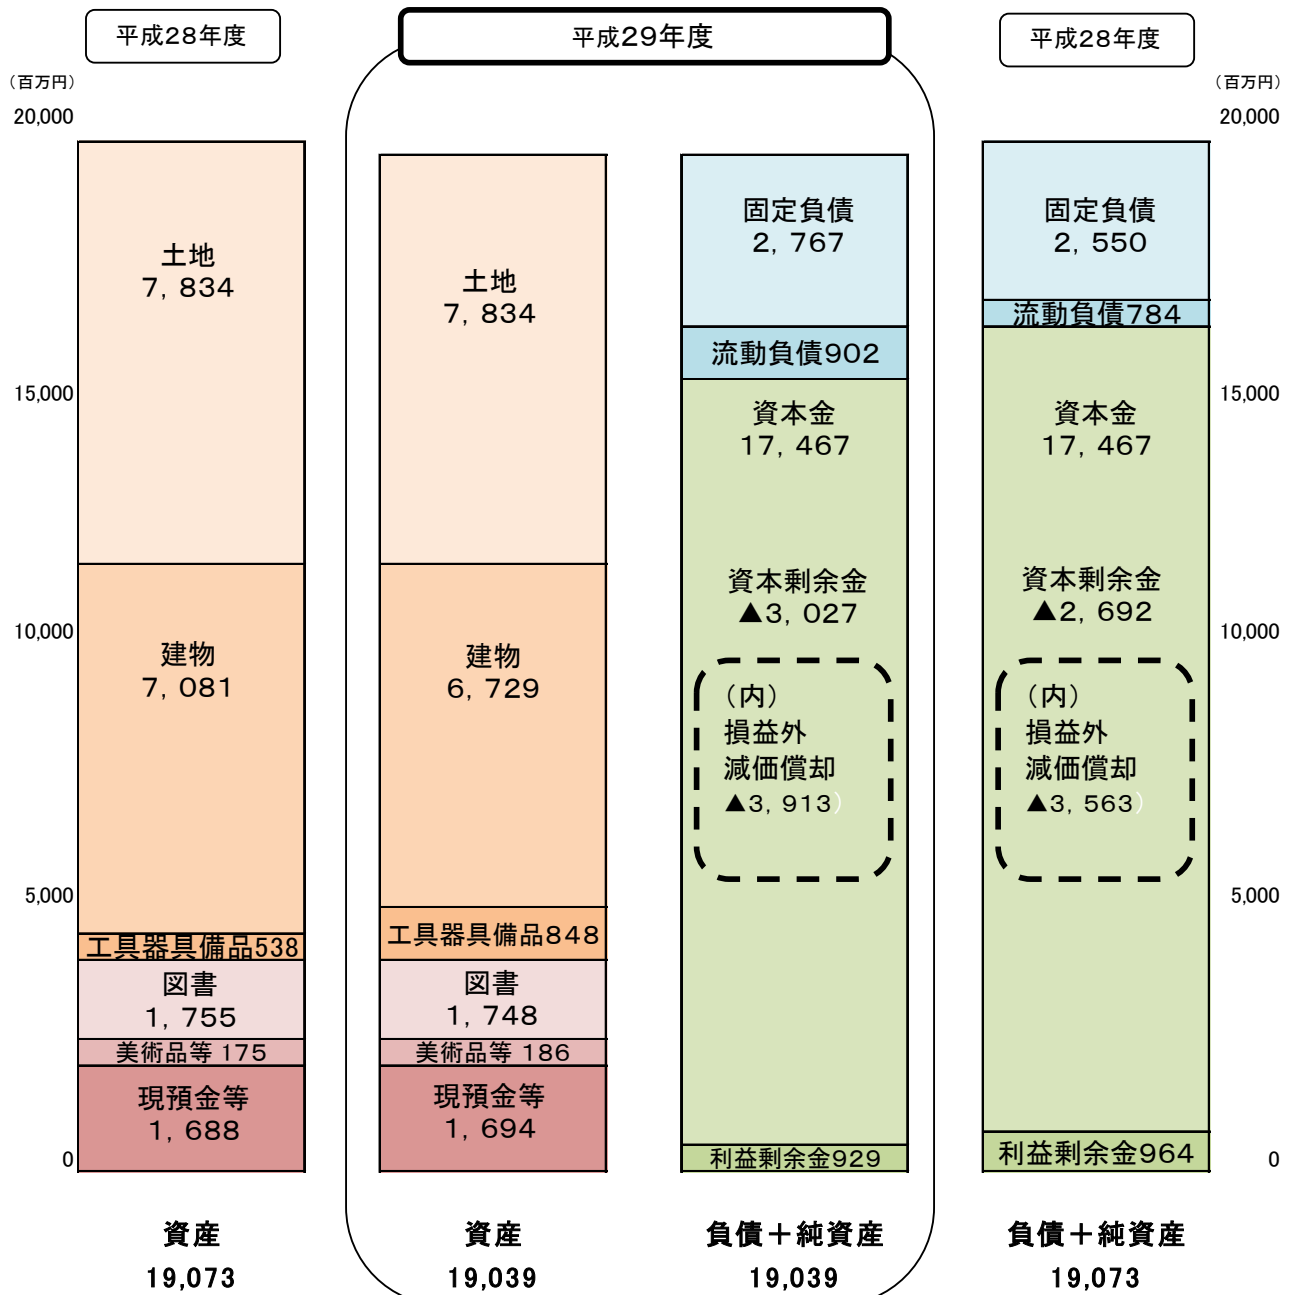 平成28年度
平成29年度
平成28年度
（百万円）
（百万円）
20,000
15,000
10,000
5,000
0
土地
7,834
建物
7,081
工具器具備品538
図書
1,755
美術品等 175
現預金等
1,688
資産
19,073
土地
7,834
建物
6,729
工具器具備品848
図書
1,748
美術品等 186
現預金等
1,694
資産
19,039
固定負債
2,767
流動負債902
資本金
17,467
資本剰余金
▲3,027
（内）
損益外
減価償却
▲3,913）
利益剰余金929
負債＋純資産
19,039
固定負債
2,550
流動負債784
資本金
17,467
資本剰余金
▲2,692
（内）
損益外
減価償却
▲3,563）
利益剰余金964
負債＋純資産
19,073
20,000
15,000
10,000
5,000
0